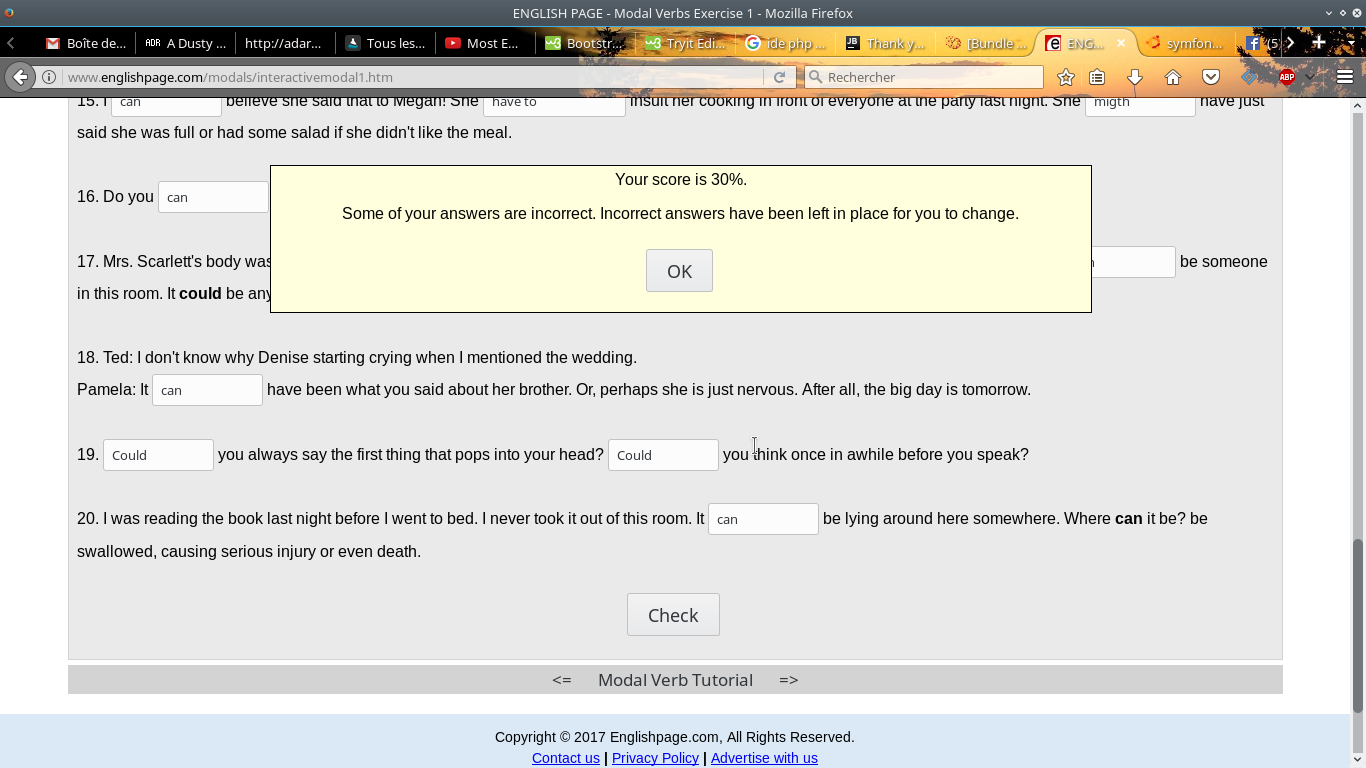 ENGLISH PAGE - Modal Verbs Exercise 1 - Mozilla Firefox
Boîte de... ADR A Dusty ... http://adar... Tous les... Most E... Bootstr... Tryit Edi... ide php ... JB Thank y... [Bundle ... ENG... symfon... (5)
www.englishpage.com/modals/interactivemodal1.htm Rechercher ABP
15. I can believe she said that to Megan! She have to insult her cooking in front of everyone at the party last night. She migth have just
said she was full or had some salad if she didn't like the meal.
Your score is 30%.
Some of your answers are incorrect. Incorrect answers have been left in place for you to change.
OK
16. Do you can
17. Mrs. Scarlett's body was be someone
in this room. It could be any
18. Ted: I don't know why Denise starting crying when I mentioned the wedding.
Pamela: It can have been what you said about her brother. Or, perhaps she is just nervous. After all, the big day is tomorrow.
19. Could you always say the first thing that pops into your head? Could you think once in awhile before you speak?
20. I was reading the book last night before I went to bed. I never took it out of this room. It can be lying around here somewhere. Where can it be? be
swallowed, causing serious injury or even death.
Check
<= Modal Verb Tutorial =>
Copyright © 2017 Englishpage.com, All Rights Reserved.
Contact us | Privacy Policy | Advertise with us